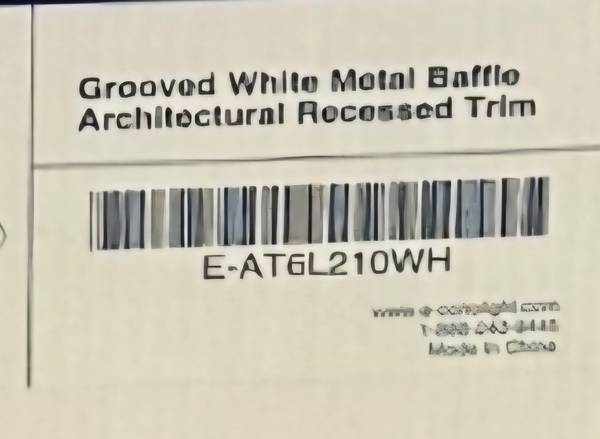 Grooved White Metal Baffle
Architectural Recessed Trim
E-AT6L210WH
Made in China